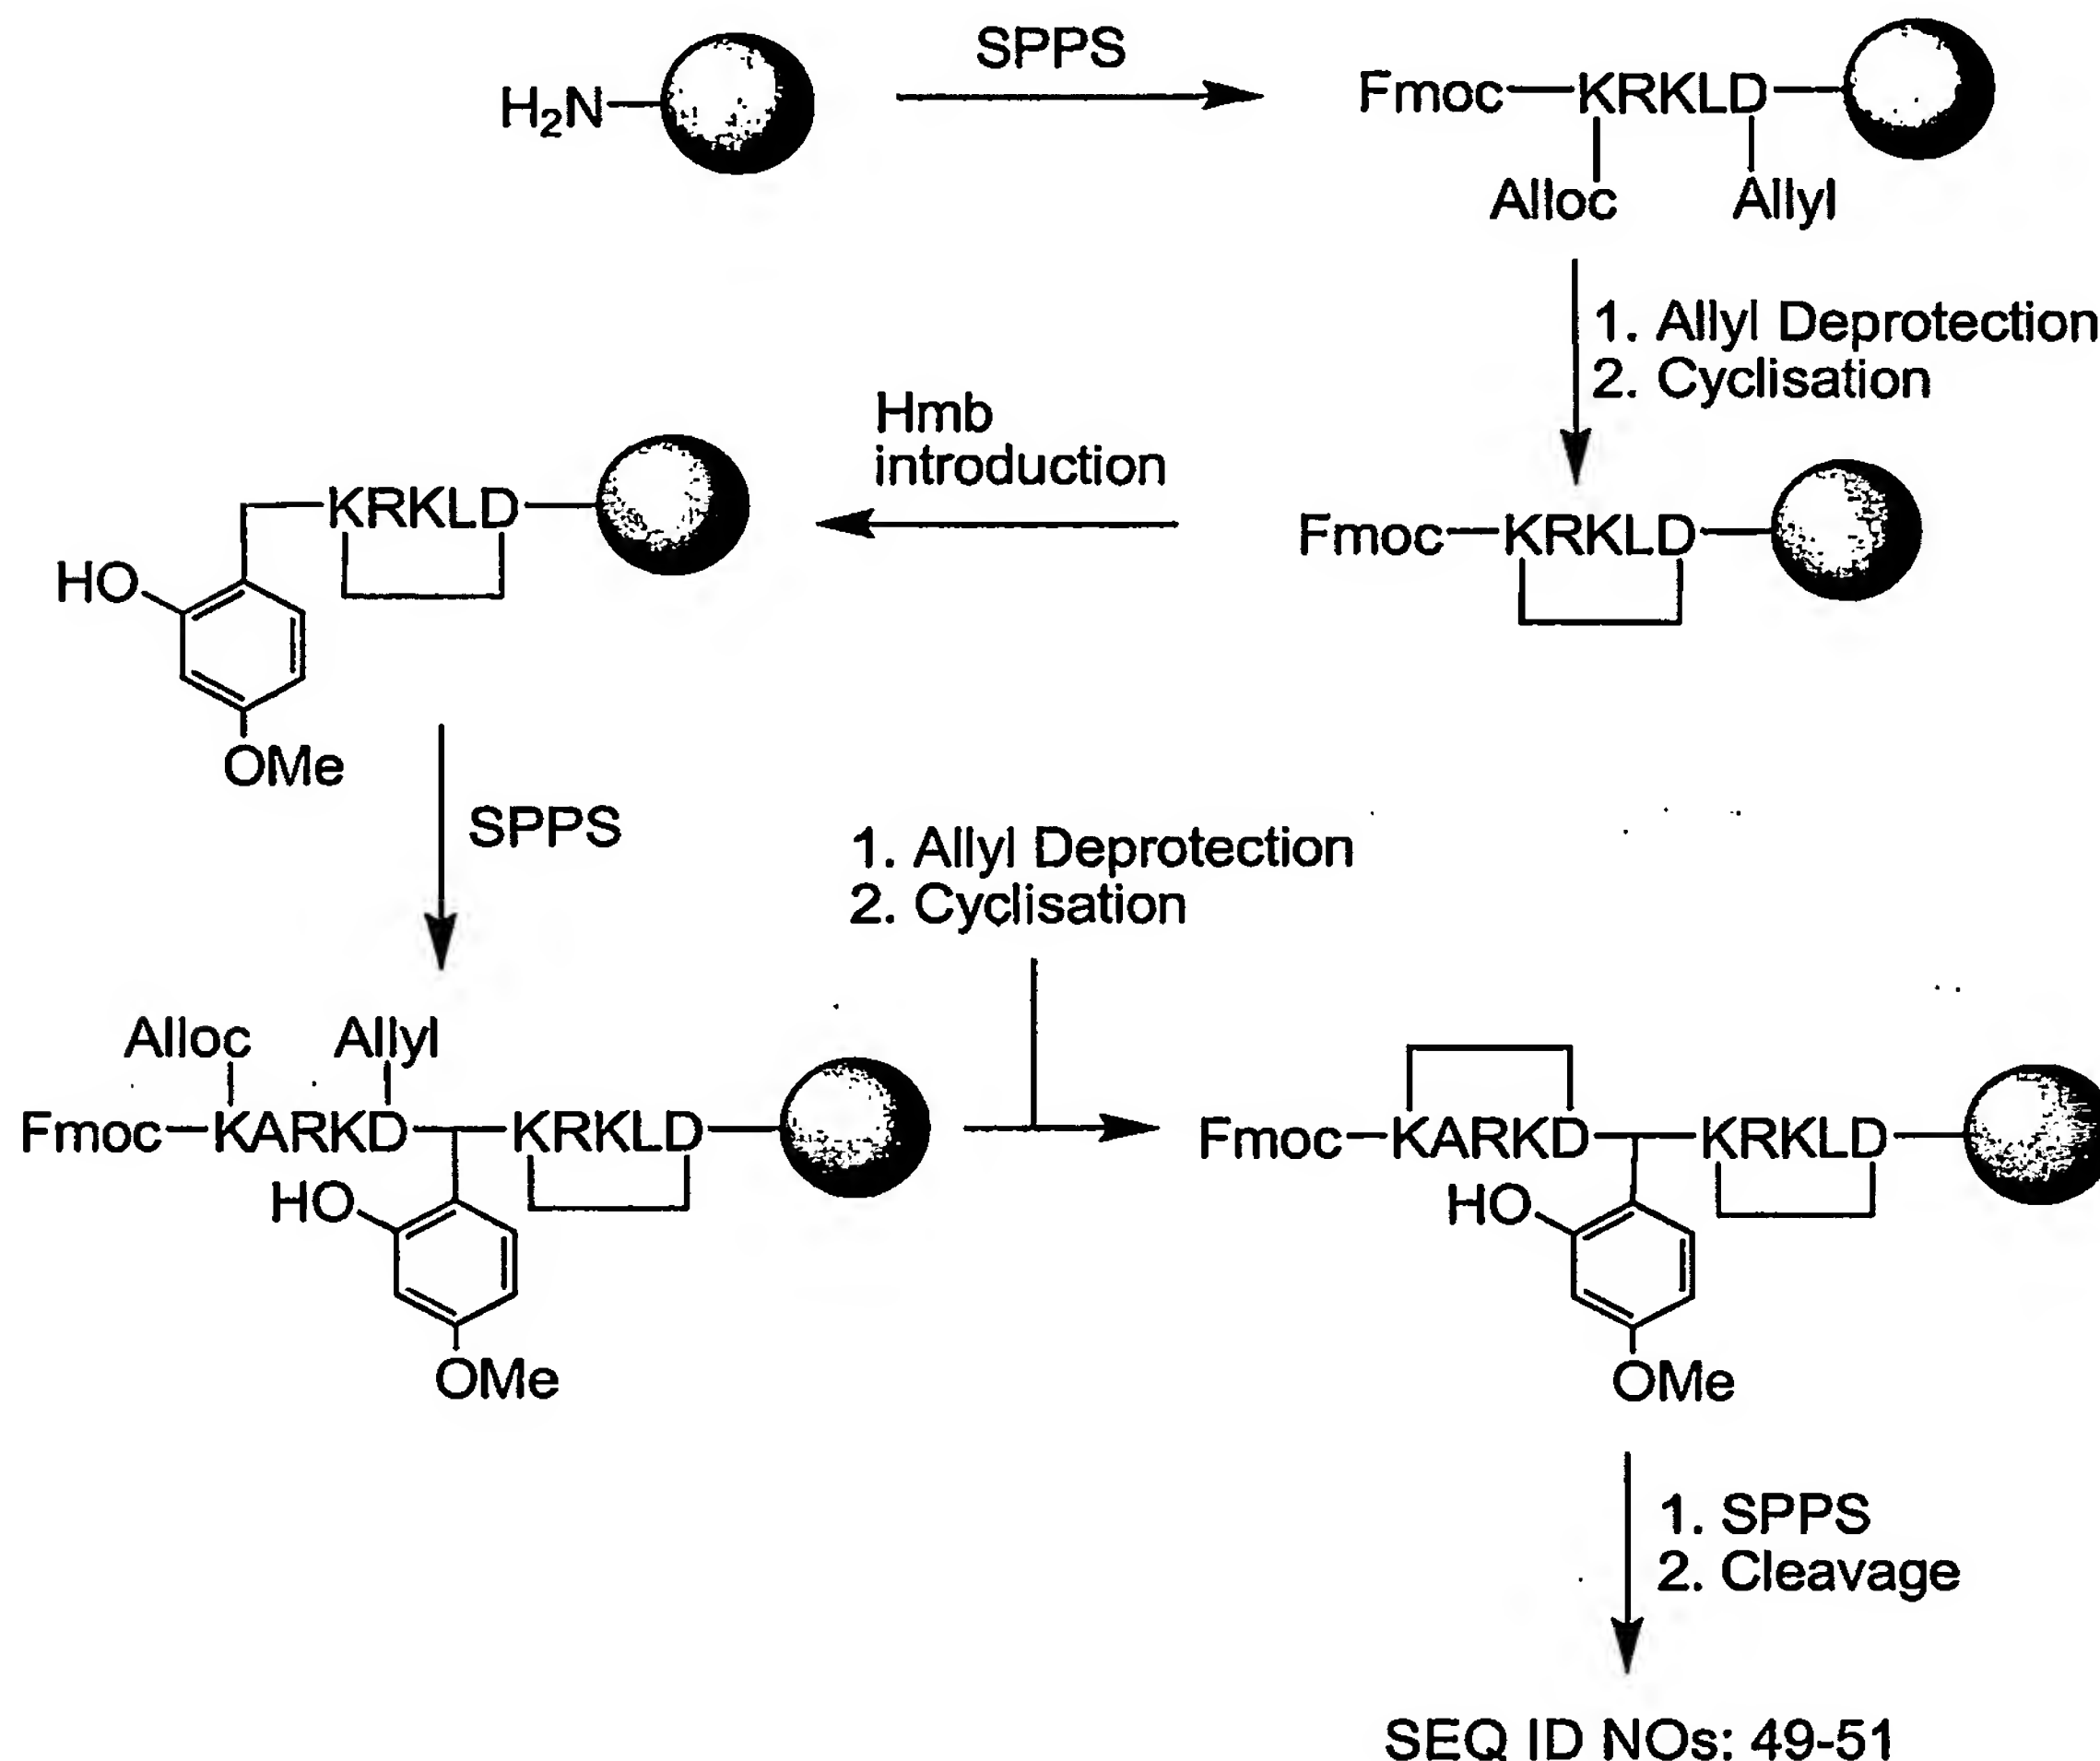 H₂N
SPPS
Fmoc—KRKLD
Alloc
Allyl
1. Allyl Deprotection
2. Cyclisation
Fmoc—KRKLD
Hmb
introduction
KRKLD
HO
OMe
SPPS
Alloc
Allyl
Fmoc—KARKD—KRKLD
HO
OMe
1. Allyl Deprotection
2. Cyclisation
Fmoc—KARKD—KRKLD
HO
OMe
1. SPPS
2. Cleavage
SEQ ID NOs: 49-51